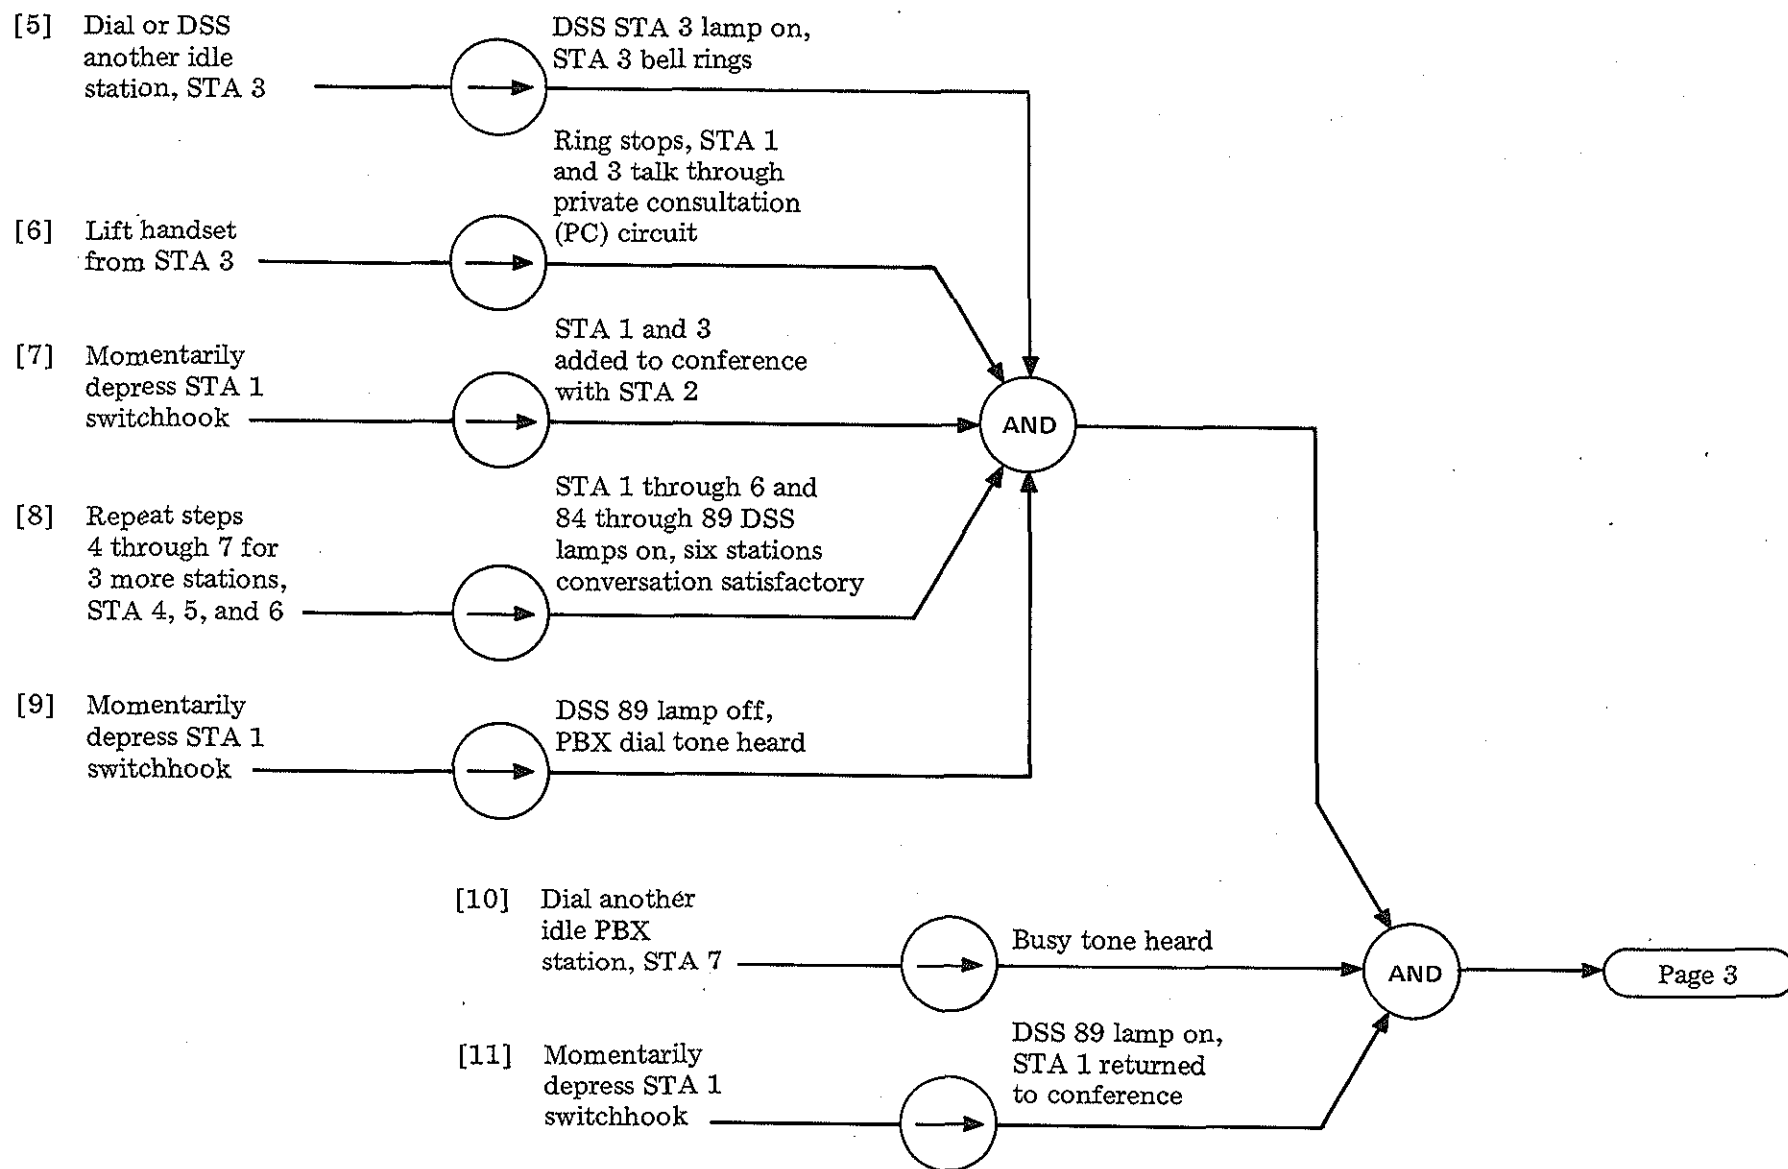 [5] Dial or DSS
another idle
station, STA 3
DSS STA 3 lamp on,
STA 3 bell rings
[6] Lift handset
from STA 3
Ring stops, STA 1
and 3 talk through
private consultation
(PC) circuit
[7] Momentarily
depress STA 1
switchhook
STA 1 and 3
added to conference
with STA 2
AND
[8] Repeat steps
4 through 7 for
3 more stations,
STA 4, 5, and 6
STA 1 through 6 and
84 through 89 DSS
lamps on, six stations
conversation satisfactory
[9] Momentarily
depress STA 1
switchhook
DSS 89 lamp off,
PBX dial tone heard
[10] Dial another
idle PBX
station, STA 7
Busy tone heard
AND
Page 3
[11] Momentarily
depress STA 1
switchhook
DSS 89 lamp on,
STA 1 returned
to conference